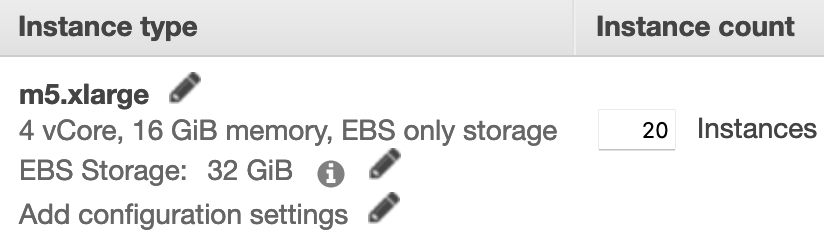 Instance type Instance count
m5.xlarge
4 vCore, 16 GiB memory, EBS only storage 20 Instances
EBS Storage: 32 GiB
Add configuration settings